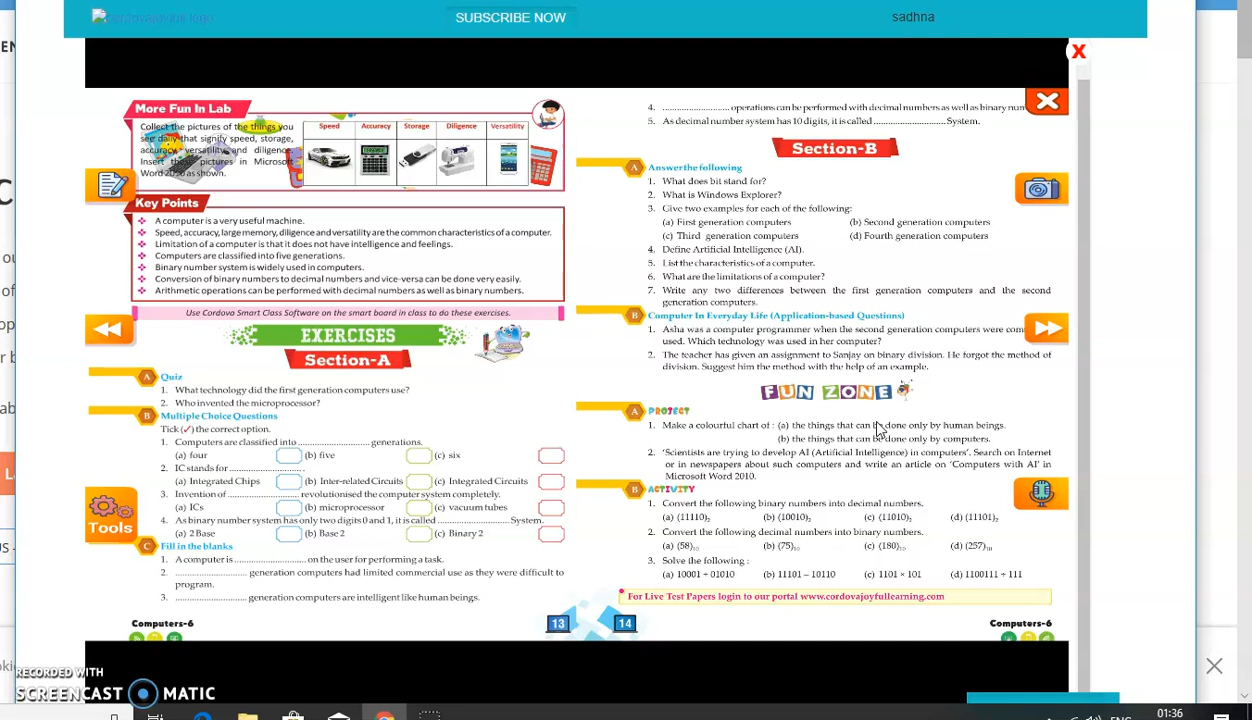 SUBSCRIBE NOW
sadhna
X
More Fun In Lab
Collect the pictures of the things you
see daily that signify speed, storage,
accuracy, versatility, and diligence.
Insert these pictures in Microsoft
Word 2010 as shown.
Speed Accuracy Storage Diligence Versatility
Key Points
A computer is a very useful machine.
Speed, accuracy, large memory, diligence and versatility are the common characteristics of a computer.
Limitation of a computer is that it does not have intelligence and feelings.
Computers are classified into five generations.
Binary number system is widely used in computers.
Conversion of binary numbers to decimal numbers and vice-versa can be done very easily.
Arithmetic operations can be performed with decimal numbers as well as binary numbers.
Use Cordova Smart Class Software on the smart board in class to do these exercises.
EXERCISES
Section-A
A Quiz
1. What technology did the first generation computers use?
2. Who invented the microprocessor?
B Multiple Choice Questions
Tick (✓) the correct option.
1. Computers are classified into ........................ generations.
(a) four (b) five (c) six
2. IC stands for ........................
(a) Integrated Chips (b) Inter-related Circuits (c) Integrated Circuits
3. Invention of ........................ revolutionised the computer system completely.
(a) ICs (b) microprocessor (c) vacuum tubes
4. As binary number system has only two digits 0 and 1, it is called ........................ System.
(a) 2 Base (b) Base 2 (c) Binary 2
C Fill in the blanks
1. A computer is ........................ on the user for performing a task.
2. ........................ generation computers had limited commercial use as they were difficult to
program.
3. ........................ generation computers are intelligent like human beings.
Computers-6
13
4. ........................ operations can be performed with decimal numbers as well as binary num
5. As decimal number system has 10 digits, it is called ........................ System.
Section-B
A Answer the following
1. What does bit stand for?
2. What is Windows Explorer?
3. Give two examples for each of the following:
(a) First generation computers (b) Second generation computers
(c) Third generation computers (d) Fourth generation computers
4. Define Artificial Intelligence (AI).
5. List the characteristics of a computer.
6. What are the limitations of a computer?
7. Write any two differences between the first generation computers and the second
generation computers.
B Computer In Everyday Life (Application-based Questions)
1. Asha was a computer programmer when the second generation computers were com
used. Which technology was used in her computer?
2. The teacher has given an assignment to Sanjay on binary division. He forgot the method of
division. Suggest him the method with the help of an example.
FUN ZONE
A PROJECT
1. Make a colourful chart of : (a) the things that can be done only by human beings.
(b) the things that can be done only by computers.
2. 'Scientists are trying to develop AI (Artificial Intelligence) in computers'. Search on Internet
or in newspapers about such computers and write an article on 'Computers with AI' in
Microsoft Word 2010.
B ACTIVITY
1. Convert the following binary numbers into decimal numbers.
(a) (11110)₂ (b) (10010)₂ (c) (11010)₂ (d) (11101)₂
2. Convert the following decimal numbers into binary numbers.
(a) (58)₁₀ (b) (75)₁₀ (c) (180)₁₀ (d) (257)₁₀
3. Solve the following :
(a) 10001 + 01010 (b) 11101 – 10110 (c) 1101 × 101 (d) 1100111 ÷ 111
For Live Test Papers login to our portal www.cordovajoyfullearning.com
14
Computers-6
Tools
RECORDED WITH
SCREENCAST MATIC
01:36